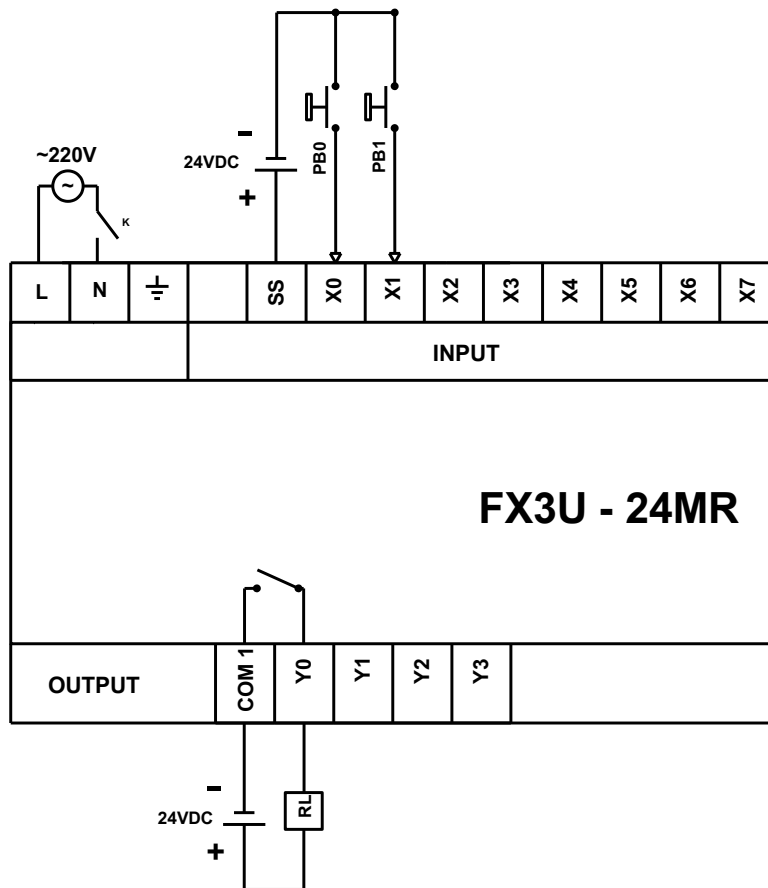 ~220V
~
K
-
24VDC
+
PB0
PB1
L
N
SS
X0
X1
X2
X3
X4
X5
X6
X7
INPUT
FX3U - 24MR
OUTPUT
COM 1
Y0
Y1
Y2
Y3
-
24VDC
+
RL